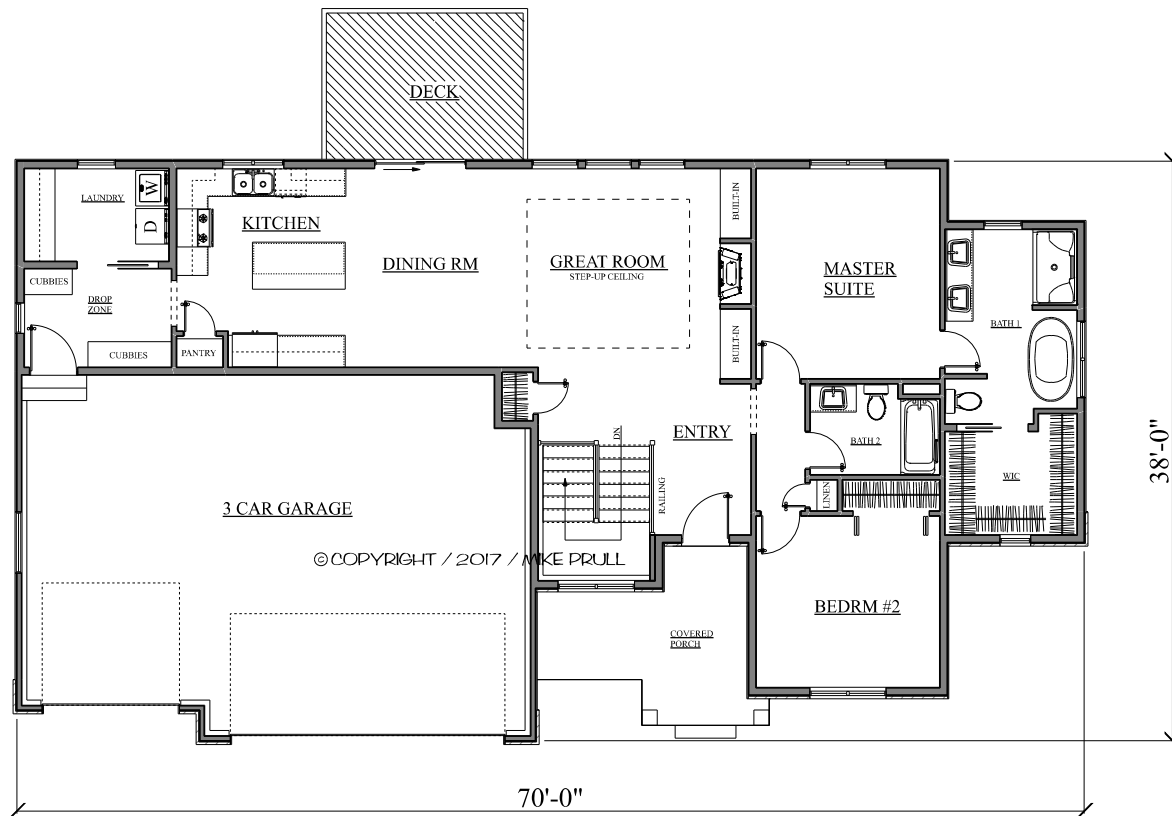 DECK
LAUNDRY
W
D
KITCHEN
DINING RM
GREAT ROOM
STEP-UP CEILING
BUILT-IN
BUILT-IN
MASTER
SUITE
BATH 1
CUBBIES
DROP
ZONE
CUBBIES
PANTRY
ENTRY
DN
RAILING
BATH 2
LINEN
WIC
38'-0"
3 CAR GARAGE
©COPYRIGHT / 2017 / MIKE PRULL
BEDRM #2
COVERED
PORCH
70'-0"